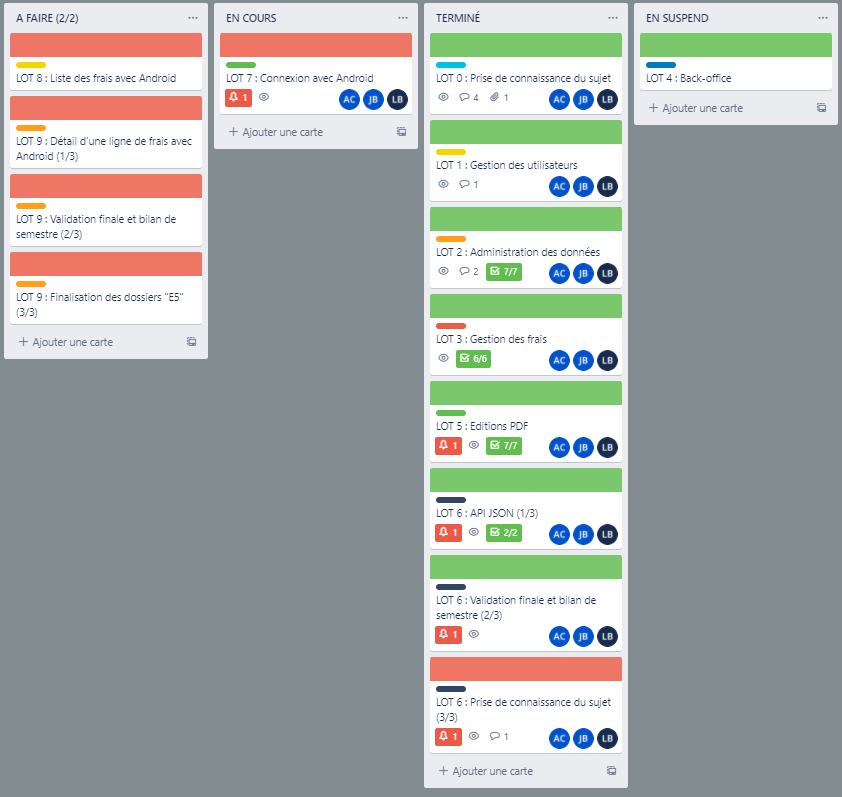 A FAIRE (2/2)
LOT 8 : Liste des frais avec Android
LOT 9 : Détail d'une ligne de frais avec
Android (1/3)
LOT 9 : Validation finale et bilan de
semestre (2/3)
LOT 9 : Finalisation des dossiers "E5"
(3/3)
+ Ajouter une carte
EN COURS
LOT 7 : Connexion avec Android
1 AC JB LB
+ Ajouter une carte
TERMINÉ
LOT 0 : Prise de connaissance du sujet
4 1 AC JB LB
LOT 1 : Gestion des utilisateurs
1 AC JB LB
LOT 2 : Administration des données
2 7/7 AC JB LB
LOT 3 : Gestion des frais
6/6 AC JB LB
LOT 5 : Editions PDF
1 7/7 AC JB LB
LOT 6 : API JSON (1/3)
1 2/2 AC JB LB
LOT 6 : Validation finale et bilan de
semestre (2/3)
1 AC JB LB
LOT 6 : Prise de connaissance du sujet
(3/3)
1 1 AC JB LB
+ Ajouter une carte
EN SUSPEND
LOT 4 : Back-office
+ Ajouter une carte